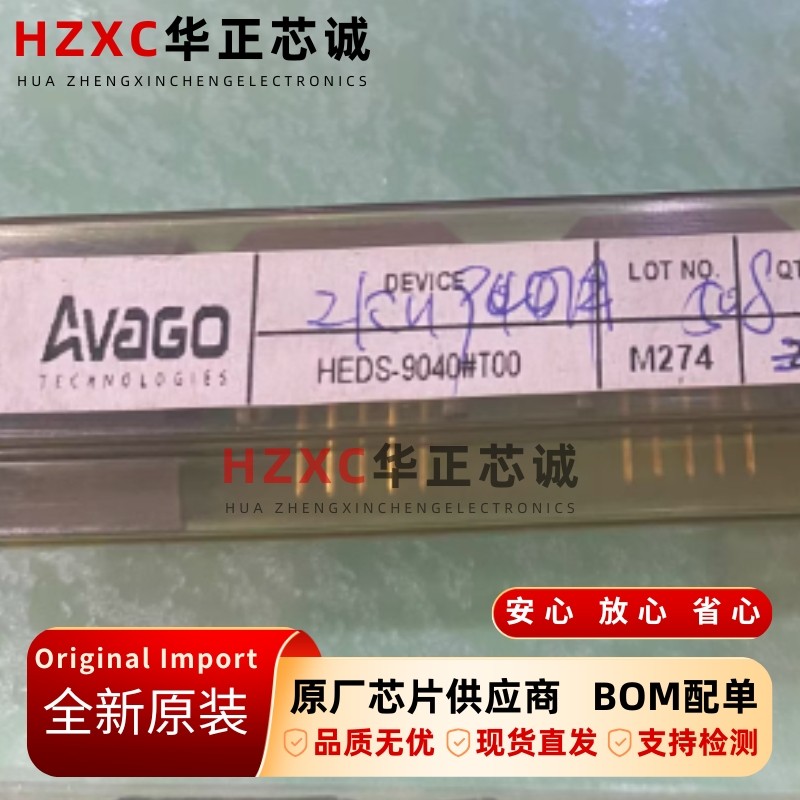 HZXC华正芯诚
HUA ZHENGXINCHENGELECTRONICS
AVAGO
TECHNOLOGIES
DEVICE
LOT NO.
QT
HEDS-9040#T00
M274
HZXC华正芯诚
HUA ZHENGXINCHENGELECTRONICS
安心 放心 省心
Original Import
全新原装
原厂芯片供应商 BOM配单
品质无忧 现货直发 支持检测